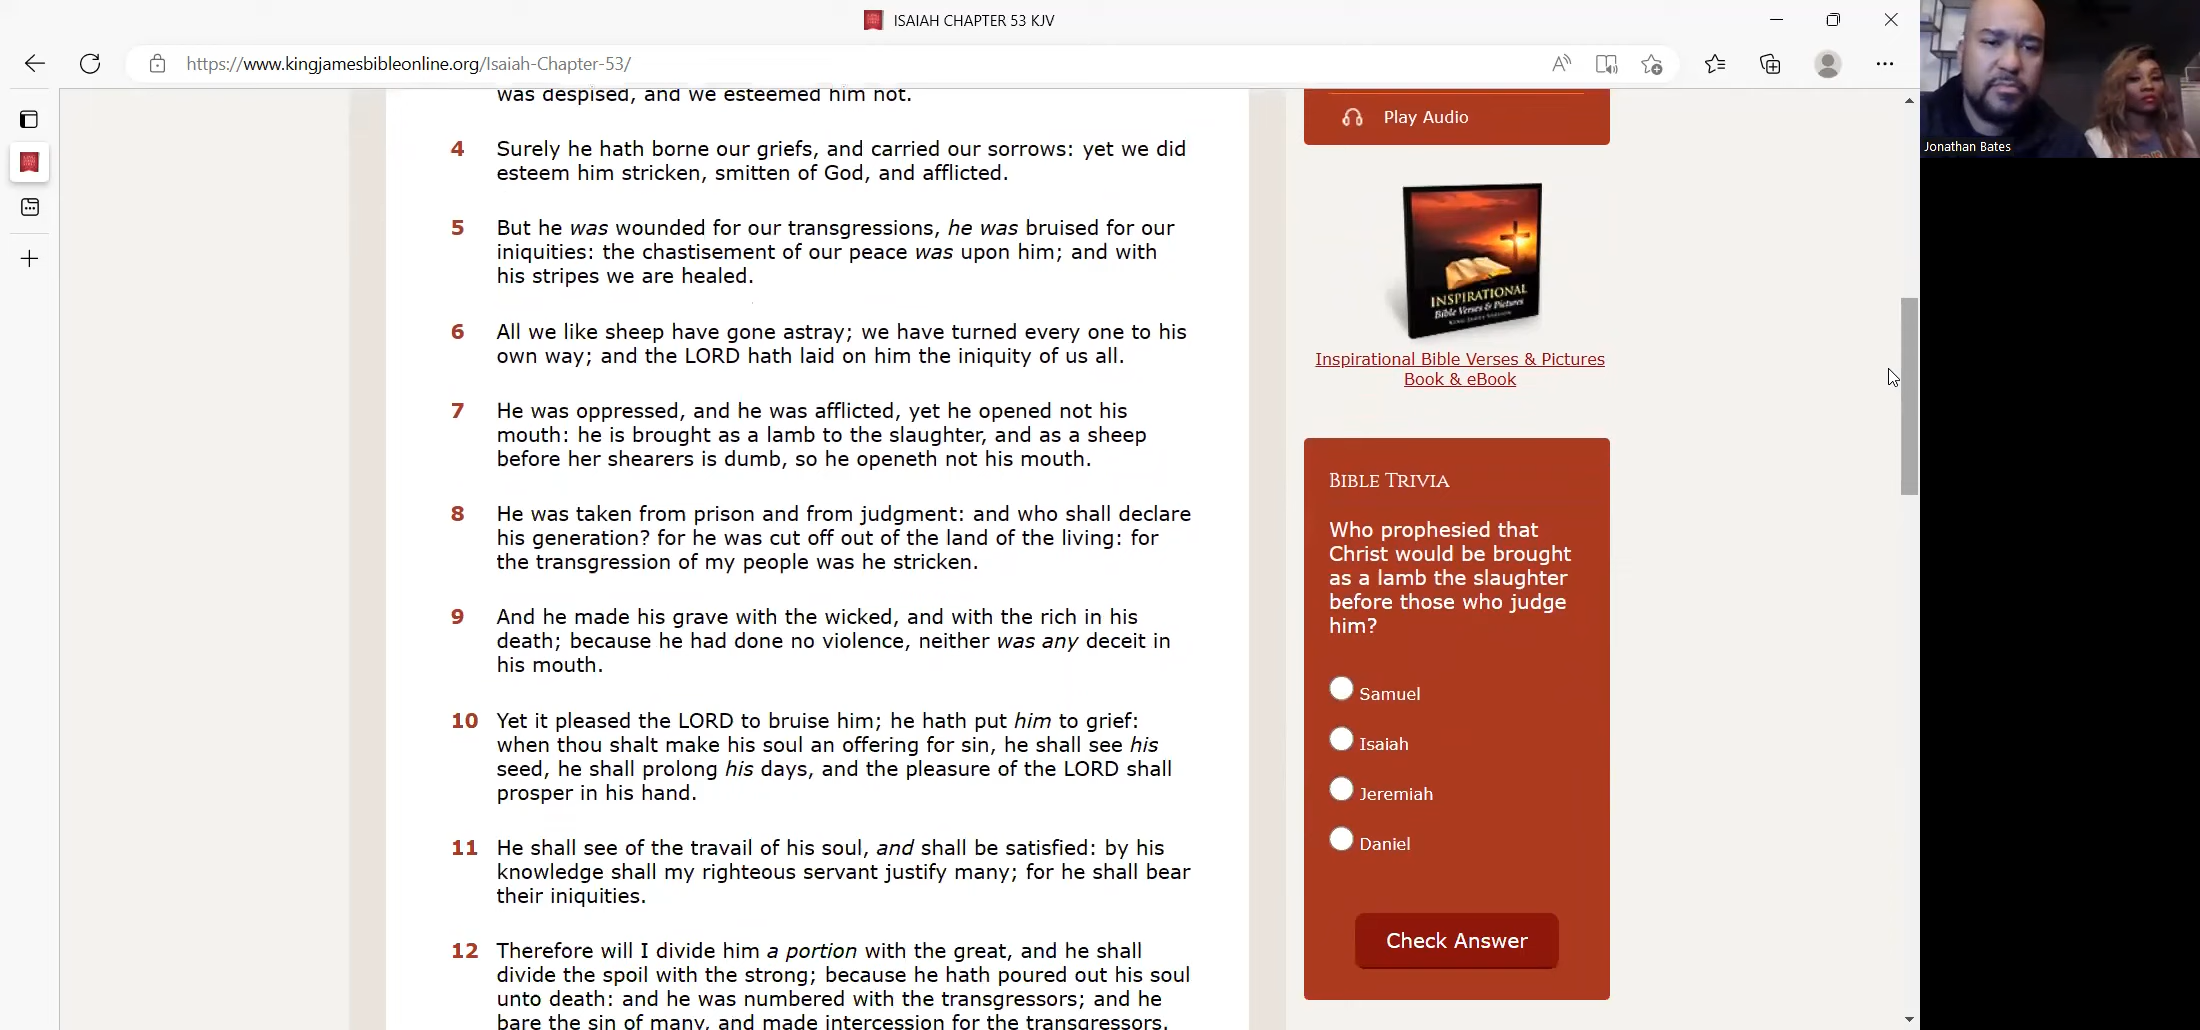 ISAIAH CHAPTER 53 KJV
https://www.kingjamesbibleonline.org/Isaiah-Chapter-53/
was despised, and we esteemed him not.
4 Surely he hath borne our griefs, and carried our sorrows: yet we did
esteem him stricken, smitten of God, and afflicted.
5 But he was wounded for our transgressions, he was bruised for our
iniquities: the chastisement of our peace was upon him; and with
his stripes we are healed.
6 All we like sheep have gone astray; we have turned every one to his
own way; and the LORD hath laid on him the iniquity of us all.
7 He was oppressed, and he was afflicted, yet he opened not his
mouth: he is brought as a lamb to the slaughter, and as a sheep
before her shearers is dumb, so he openeth not his mouth.
8 He was taken from prison and from judgment: and who shall declare
his generation? for he was cut off out of the land of the living: for
the transgression of my people was he stricken.
9 And he made his grave with the wicked, and with the rich in his
death; because he had done no violence, neither was any deceit in
his mouth.
10 Yet it pleased the LORD to bruise him; he hath put him to grief:
when thou shalt make his soul an offering for sin, he shall see his
seed, he shall prolong his days, and the pleasure of the LORD shall
prosper in his hand.
11 He shall see of the travail of his soul, and shall be satisfied: by his
knowledge shall my righteous servant justify many; for he shall bear
their iniquities.
12 Therefore will I divide him a portion with the great, and he shall
divide the spoil with the strong; because he hath poured out his soul
unto death: and he was numbered with the transgressors; and he
bare the sin of many, and made intercession for the transgressors.
Play Audio
INSPIRATIONAL
Bible Verses & Pictures
KING JAMES VERSION
Inspirational Bible Verses & Pictures
Book & eBook
BIBLE TRIVIA
Who prophesied that
Christ would be brought
as a lamb the slaughter
before those who judge
him?
Samuel
Isaiah
Jeremiah
Daniel
Check Answer
Jonathan Bates